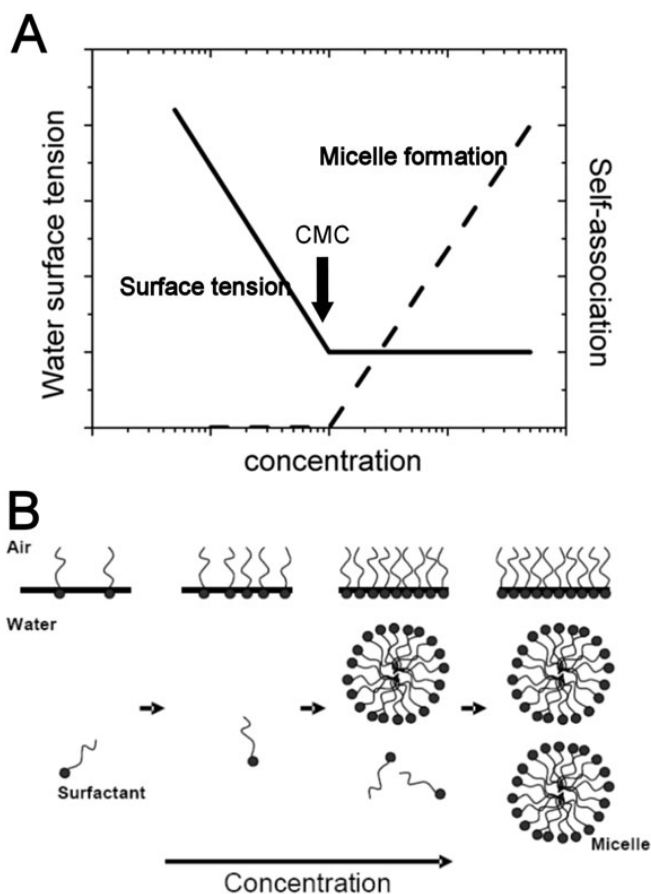 A
Water surface tension
Micelle formation
CMC
Surface tension
Self-association
concentration
B
Air
Water
Surfactant
Micelle
Concentration